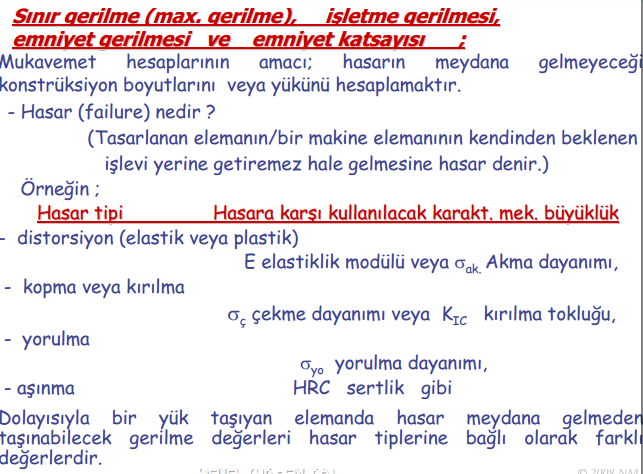 Sınır gerilme (max. gerilme), işletme gerilmesi,
emniyet gerilmesi ve emniyet katsayısı ;
Mukavemet hesaplarının amacı; hasarın meydana gelmeyeceği
konstrüksiyon boyutlarını veya yükünü hesaplamaktır.
- Hasar (failure) nedir ?
(Tasarlanan elemanın/bir makine elemanının kendinden beklenen
işlevi yerine getiremez hale gelmesine hasar denir.)
Örneğin ;
Hasar tipi Hasara karşı kullanılacak karakt. mek. büyüklük
- distorsiyon (elastik veya plastik)
E elastiklik modülü veya σak. Akma dayanımı,
- kopma veya kırılma
σç çekme dayanımı veya KIC kırılma tokluğu,
- yorulma
σyo yorulma dayanımı,
- aşınma HRC sertlik gibi
Dolayısıyla bir yük taşıyan elemanda hasar meydana gelmeden
taşınabilecek gerilme değerleri hasar tiplerine bağlı olarak farklı
değerlerdir.